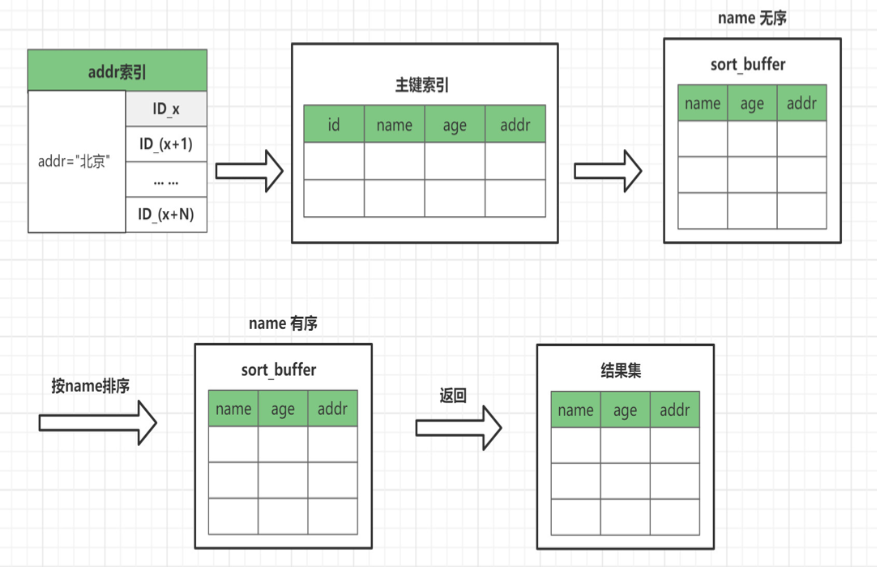 name 无序
addr索引
ID_x
addr="北京"
ID_(x+1)
... ...
ID_(x+N)
主键索引
id name age addr
sort_buffer
name age addr
name 有序
按name排序
sort_buffer
name age addr
返回
结果集
name age addr